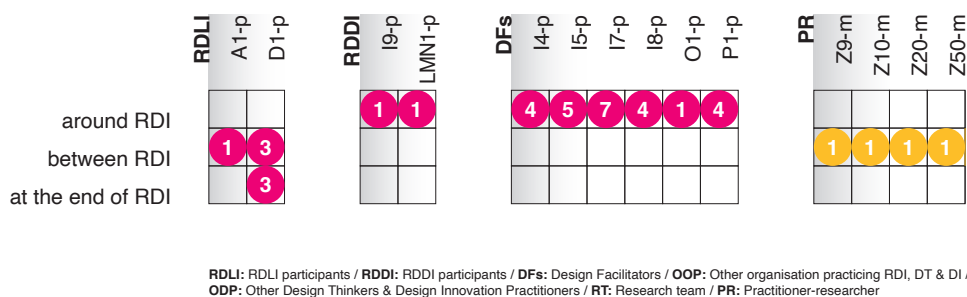 RDLI A1-p D1-p RDDI I9-p LMN1-p DFs I4-p I5-p I7-p I8-p O1-p P1-p PR Z9-m Z10-m Z20-m Z50-m
around RDI 1 1 4 5 7 4 1 4
between RDI 1 3 1 1 1 1
at the end of RDI 3
RDLI: RDLI participants / RDDI: RDDI participants / DFs: Design Facilitators / OOP: Other organisation practicing RDI, DT & DI /
ODP: Other Design Thinkers & Design Innovation Practitioners / RT: Research team / PR: Practitioner-researcher